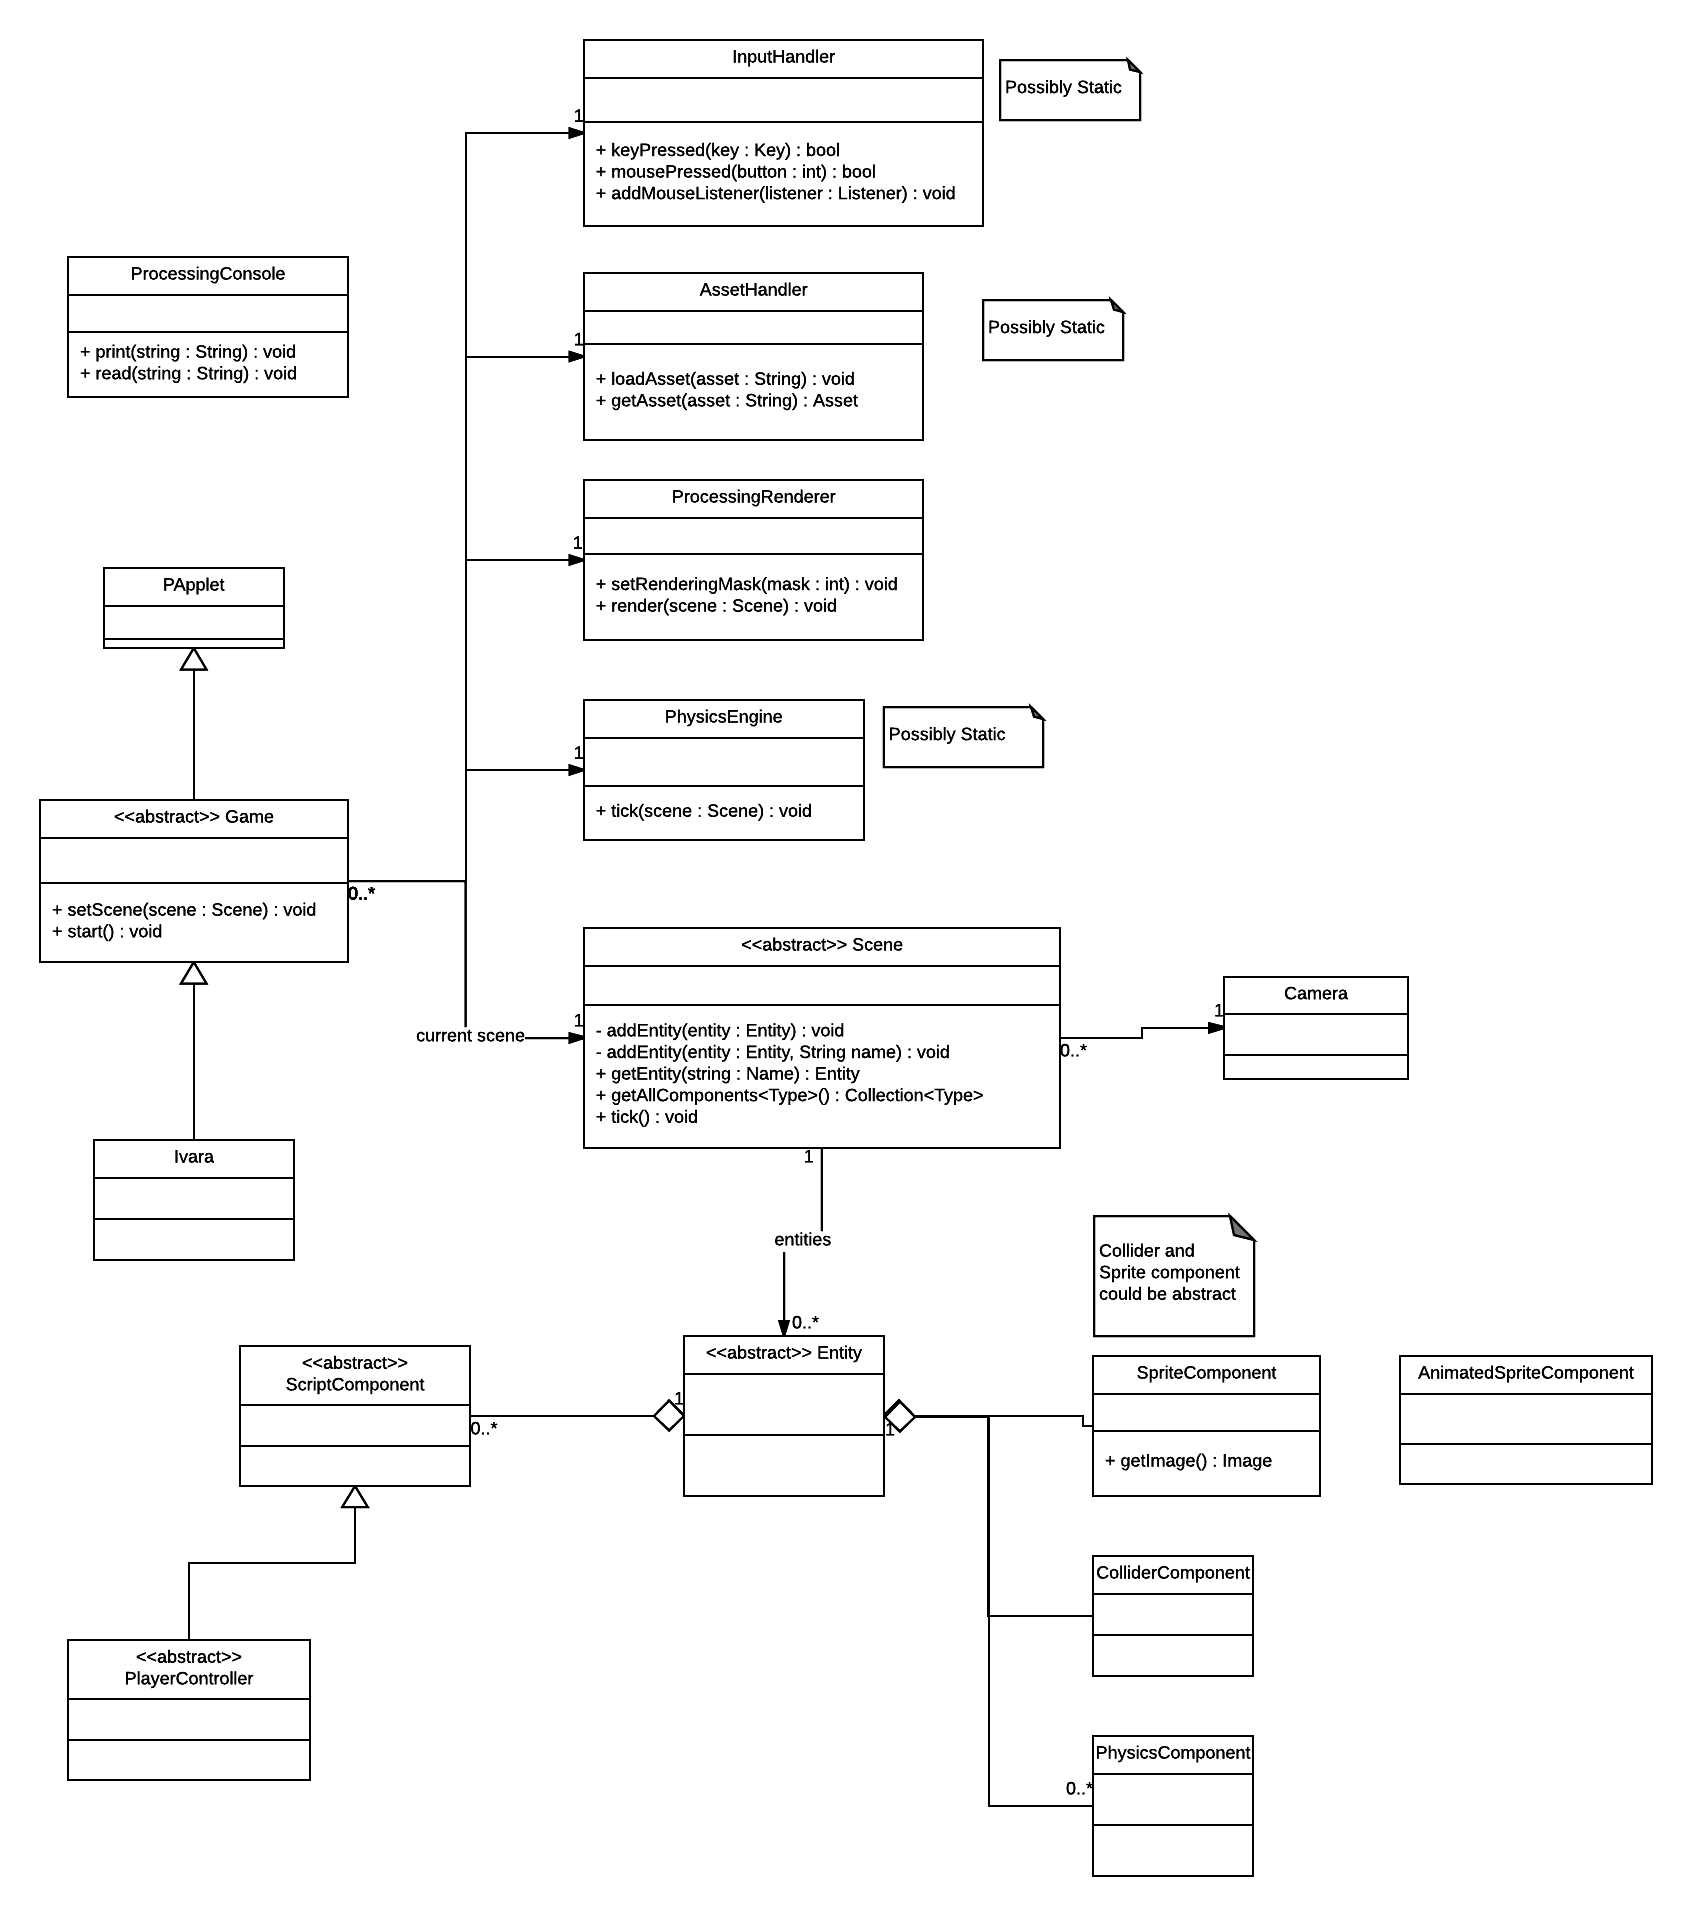 InputHandler
Possibly Static
1
+ keyPressed(key : Key) : bool
+ mousePressed(button : int) : bool
+ addMouseListener(listener : Listener) : void
ProcessingConsole
+ print(string : String) : void
+ read(string : String) : void
AssetHandler
Possibly Static
1
+ loadAsset(asset : String) : void
+ getAsset(asset : String) : Asset
ProcessingRenderer
1
+ setRenderingMask(mask : int) : void
+ render(scene : Scene) : void
PApplet
PhysicsEngine
Possibly Static
1
+ tick(scene : Scene) : void
<<abstract>> Game
0..*
+ setScene(scene : Scene) : void
+ start() : void
<<abstract>> Scene
1
current scene
- addEntity(entity : Entity) : void
- addEntity(entity : Entity, String name) : void
+ getEntity(string : Name) : Entity
+ getAllComponents<Type>() : Collection<Type>
+ tick() : void
0..*
1
Camera
Ivara
1
entities
0..*
Collider and
Sprite component
could be abstract
<<abstract>>
ScriptComponent
0..*
1
<<abstract>> Entity
1
SpriteComponent
+ getImage() : Image
AnimatedSpriteComponent
ColliderComponent
<<abstract>>
PlayerController
PhysicsComponent
0..*